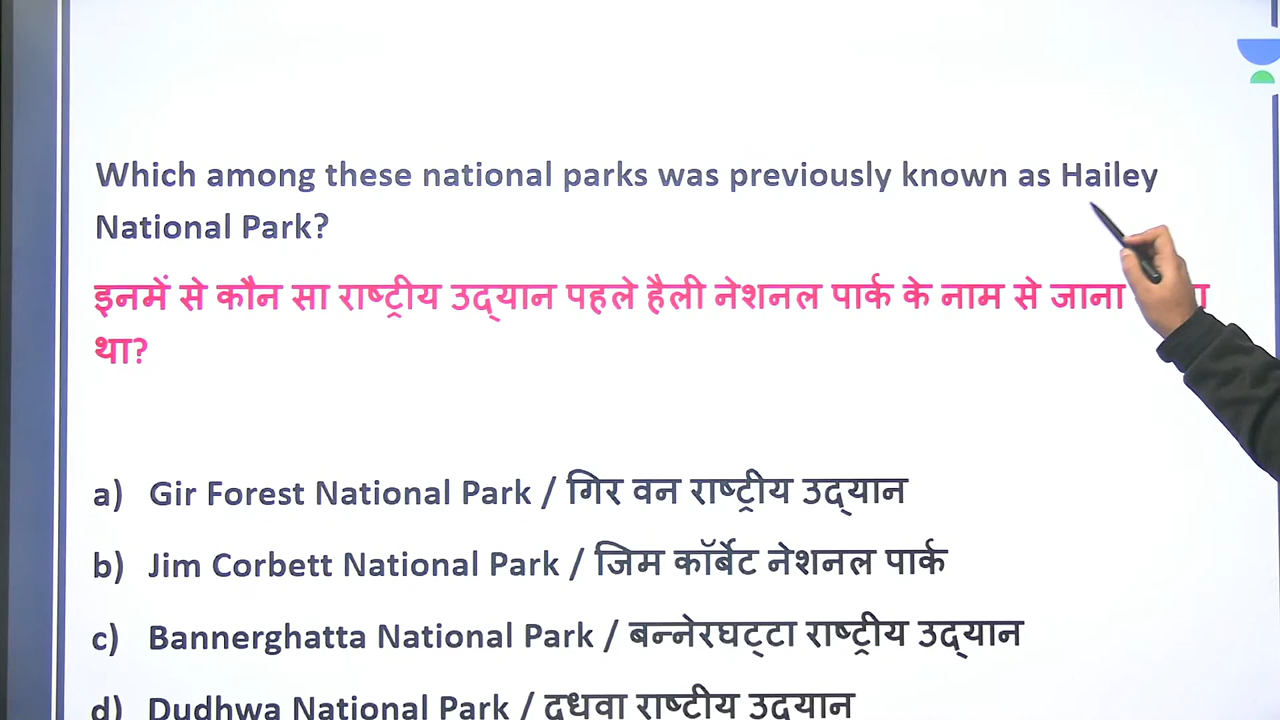 Which among these national parks was previously known as Hailey
National Park?
इनमें से कौन सा राष्ट्रीय उद्यान पहले हैली नेशनल पार्क के नाम से जाना
था?
a) Gir Forest National Park / गिर वन राष्ट्रीय उद्यान
b) Jim Corbett National Park / जिम कॉर्बेट नेशनल पार्क
c) Bannerghatta National Park / बन्नेरघट्टा राष्ट्रीय उद्यान
d) Dudhwa National Park / दुधवा राष्ट्रीय उद्यान